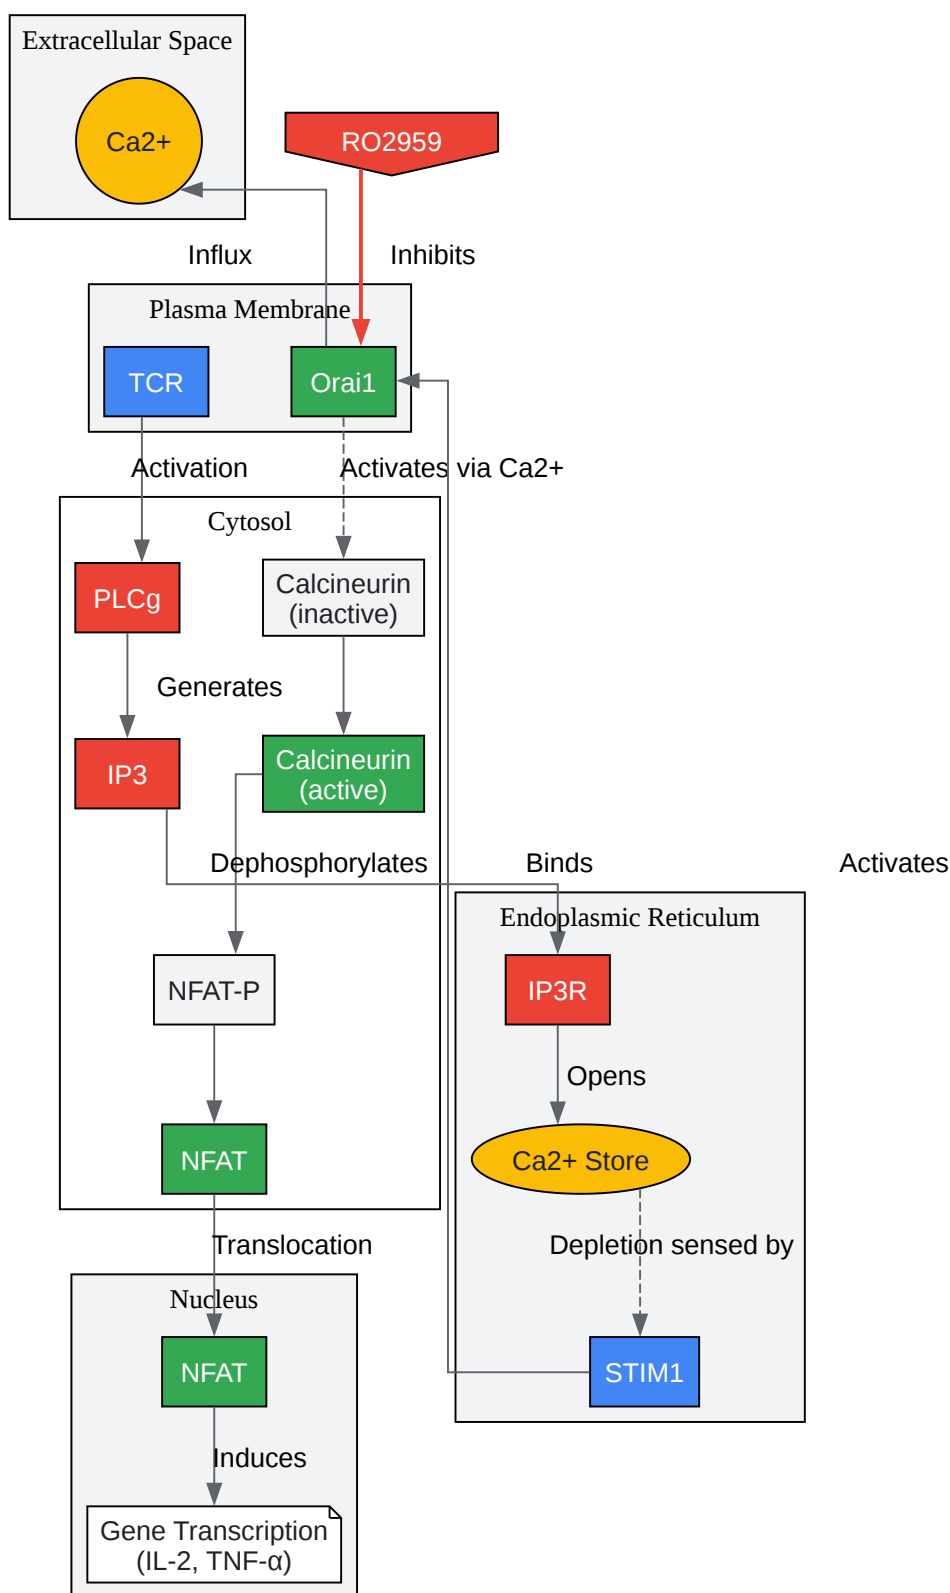 Extracellular Space
Ca2+
RO2959
Influx
Inhibits
Plasma Membrane
TCR
Orai1
Activation
Activates via Ca2+
Cytosol
PLCg
Calcineurin
(inactive)
Generates
IP3
Calcineurin
(active)
Dephosphorylates
Binds
Activates
Endoplasmic Reticulum
NFAT-P
IP3R
Opens
NFAT
Ca2+ Store
Translocation
Depletion sensed by
Nucleus
NFAT
STIM1
Induces
Gene Transcription
(IL-2, TNF-α)